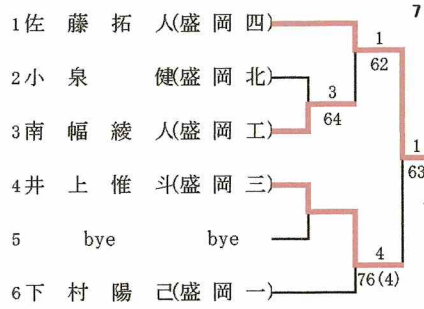 7
1 佐 藤 拓 人(盛 岡 四)
1
62
2 小 泉 健(盛 岡 北)
3
64
3 南 幅 綾 人(盛 岡 工)
1
63
4 井 上 惟 斗(盛 岡 三)
5 bye bye
4
76(4)
6 下 村 陽 己(盛 岡 一)